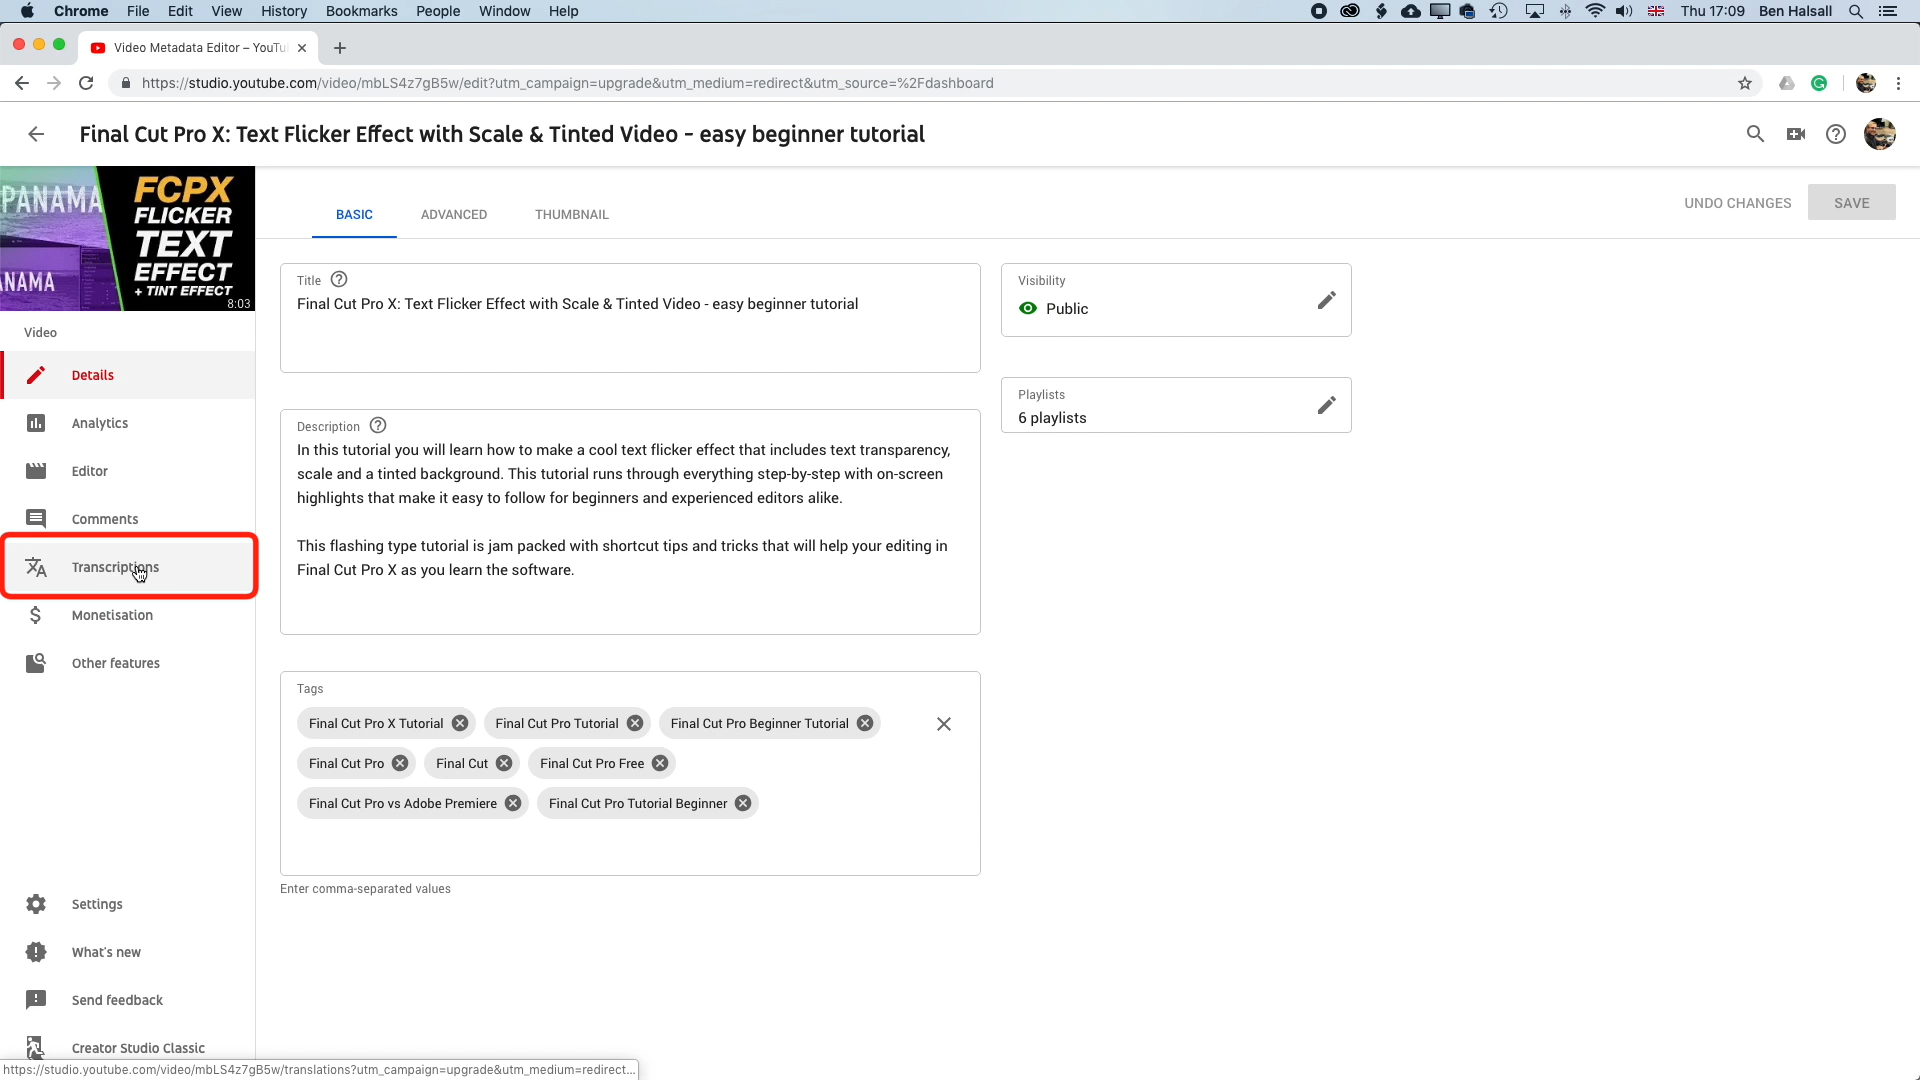 Chrome File Edit View History Bookmarks People Window Help
Thu 17:09 Ben Halsall
Video Metadata Editor – YouTu
https://studio.youtube.com/video/mbLS4z7gB5w/edit?utm_campaign=upgrade&utm_medium=redirect&utm_source=%2Fdashboard
Final Cut Pro X: Text Flicker Effect with Scale & Tinted Video - easy beginner tutorial
PANAMA
NAMA
FCPX
FLICKER
TEXT
EFFECT
+ TINT EFFECT
8:03
Video
Details
Analytics
Editor
Comments
Transcriptions
Monetisation
Other features
Settings
What's new
Send feedback
Creator Studio Classic
BASIC ADVANCED THUMBNAIL
UNDO CHANGES SAVE
Title
Final Cut Pro X: Text Flicker Effect with Scale & Tinted Video - easy beginner tutorial
Description
In this tutorial you will learn how to make a cool text flicker effect that includes text transparency,
scale and a tinted background. This tutorial runs through everything step-by-step with on-screen
highlights that make it easy to follow for beginners and experienced editors alike.
This flashing type tutorial is jam packed with shortcut tips and tricks that will help your editing in
Final Cut Pro X as you learn the software.
Tags
Final Cut Pro X Tutorial Final Cut Pro Tutorial Final Cut Pro Beginner Tutorial
Final Cut Pro Final Cut Final Cut Pro Free
Final Cut Pro vs Adobe Premiere Final Cut Pro Tutorial Beginner
Enter comma-separated values
Visibility
Public
Playlists
6 playlists
https://studio.youtube.com/video/mbLS4z7gB5w/translations?utm_campaign=upgrade&utm_medium=redirect...